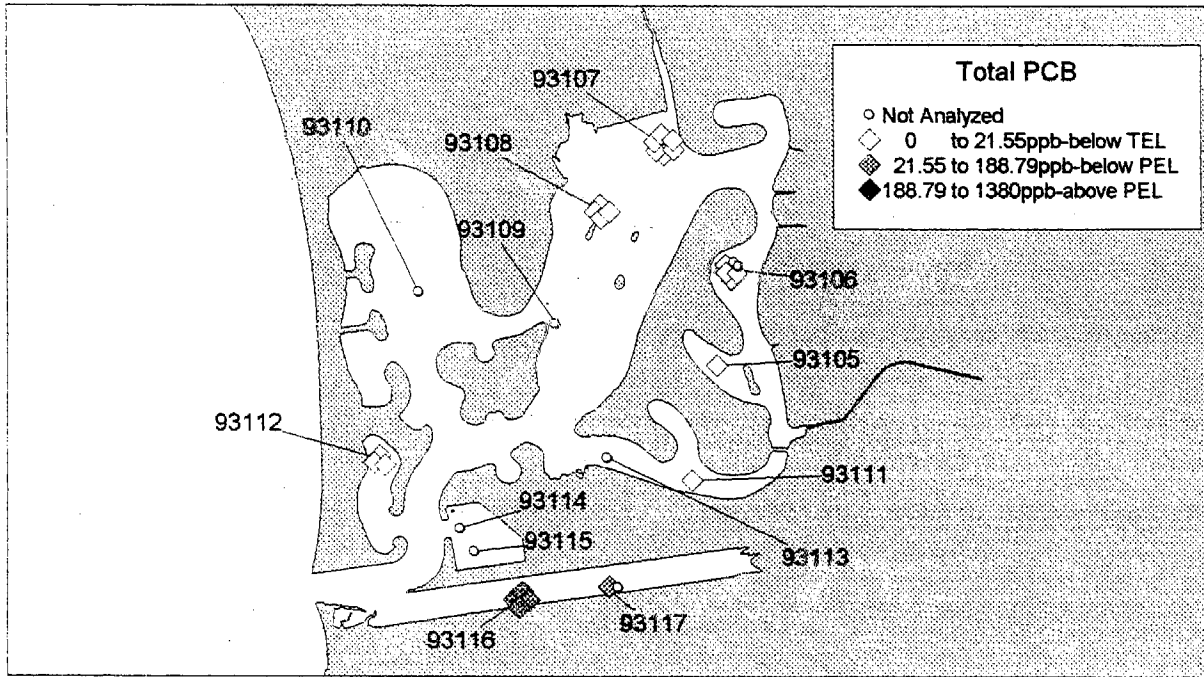 Total PCB
Not Analyzed
0 to 21.55ppb-below TEL
21.55 to 188.79ppb-below PEL
188.79 to 1380ppb-above PEL
93107
93110
93108
93109
93106
93105
93112
93111
93114
93115
93113
93117
93116